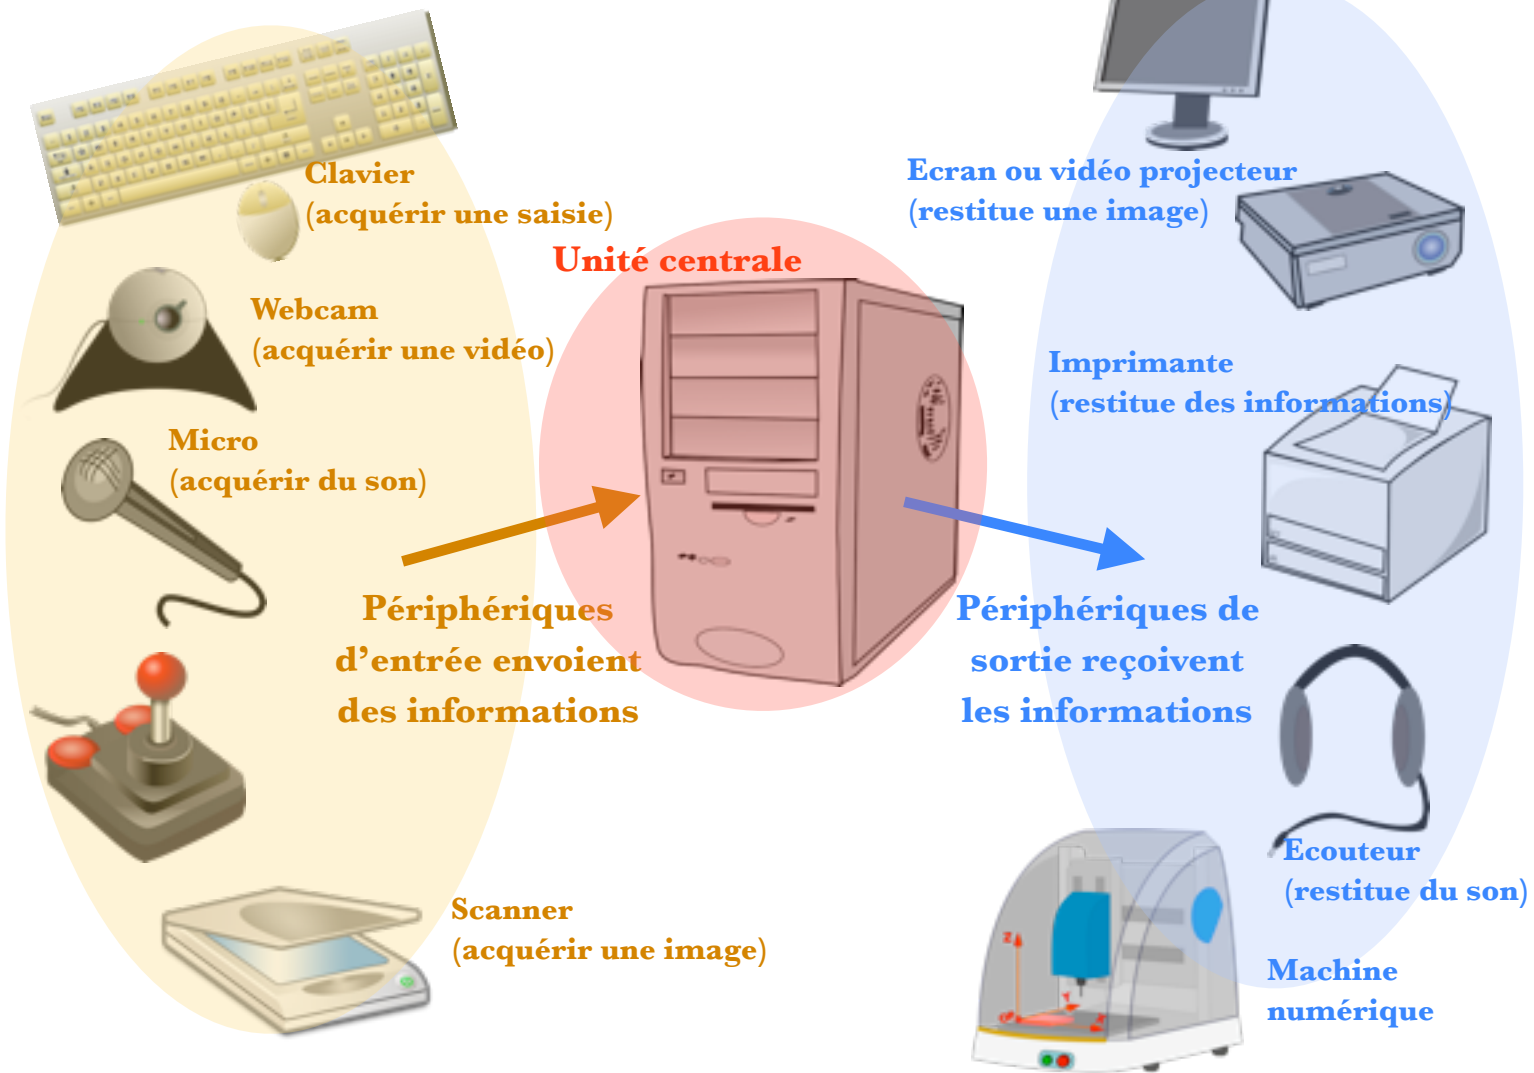 Clavier
(acquérir une saisie)
Webcam
(acquérir une vidéo)
Micro
(acquérir du son)
Périphériques
d’entrée envoient
des informations
Scanner
(acquérir une image)
Unité centrale
Ecran ou vidéo projecteur
(restitue une image)
Imprimante
(restitue des informations)
Périphériques de
sortie reçoivent
les informations
Ecouteur
(restitue du son)
Machine
numérique
Z
Y
X